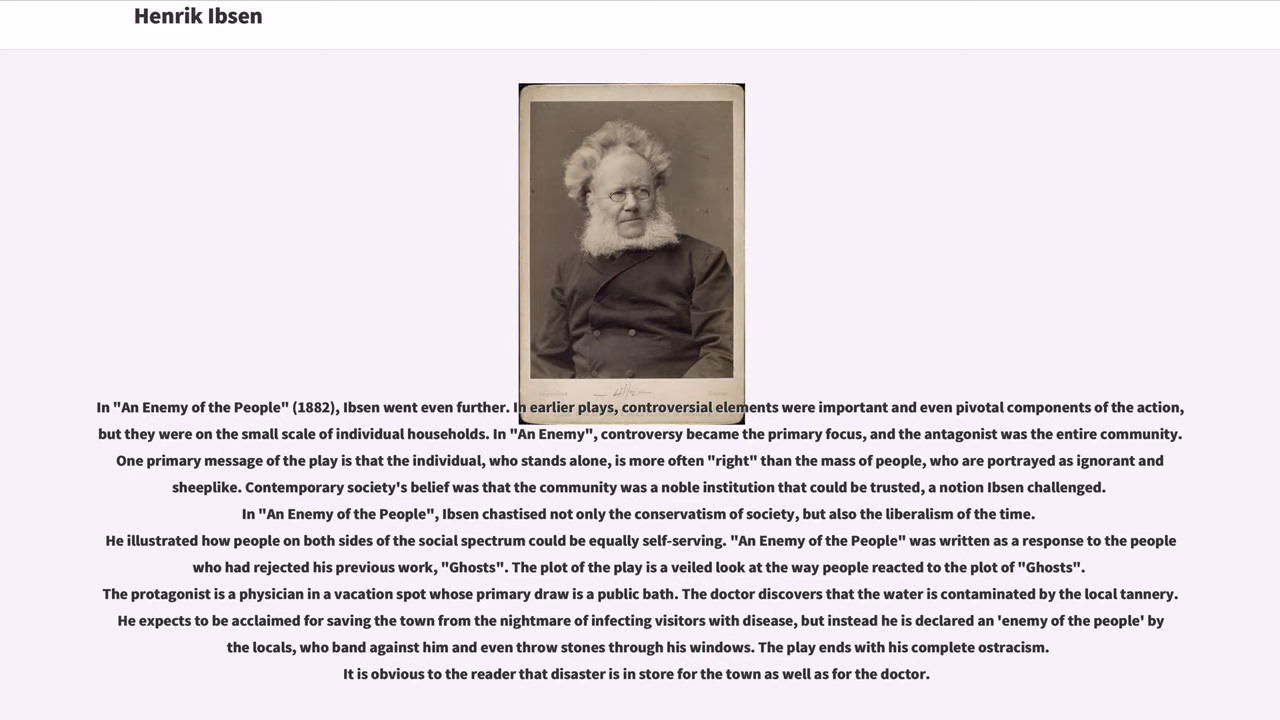 Henrik Ibsen
In "An Enemy of the People" (1882), Ibsen went even further. In earlier plays, controversial elements were important and even pivotal components of the action,
but they were on the small scale of individual households. In "An Enemy", controversy became the primary focus, and the antagonist was the entire community.
One primary message of the play is that the individual, who stands alone, is more often "right" than the mass of people, who are portrayed as ignorant and
sheeplike. Contemporary society's belief was that the community was a noble institution that could be trusted, a notion Ibsen challenged.
In "An Enemy of the People", Ibsen chastised not only the conservatism of society, but also the liberalism of the time.
He illustrated how people on both sides of the social spectrum could be equally self-serving. "An Enemy of the People" was written as a response to the people
who had rejected his previous work, "Ghosts". The plot of the play is a veiled look at the way people reacted to the plot of "Ghosts".
The protagonist is a physician in a vacation spot whose primary draw is a public bath. The doctor discovers that the water is contaminated by the local tannery.
He expects to be acclaimed for saving the town from the nightmare of infecting visitors with disease, but instead he is declared an 'enemy of the people' by
the locals, who band against him and even throw stones through his windows. The play ends with his complete ostracism.
It is obvious to the reader that disaster is in store for the town as well as for the doctor.